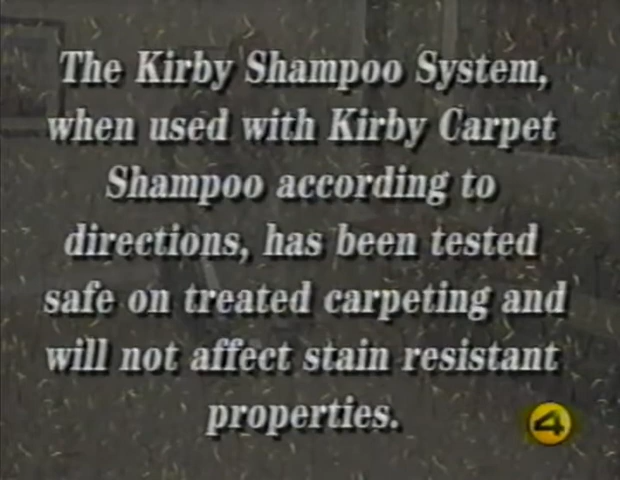 The Kirby Shampoo System,
when used with Kirby Carpet
Shampoo according to
directions, has been tested
safe on treated carpeting and
will not affect stain resistant
properties.
4